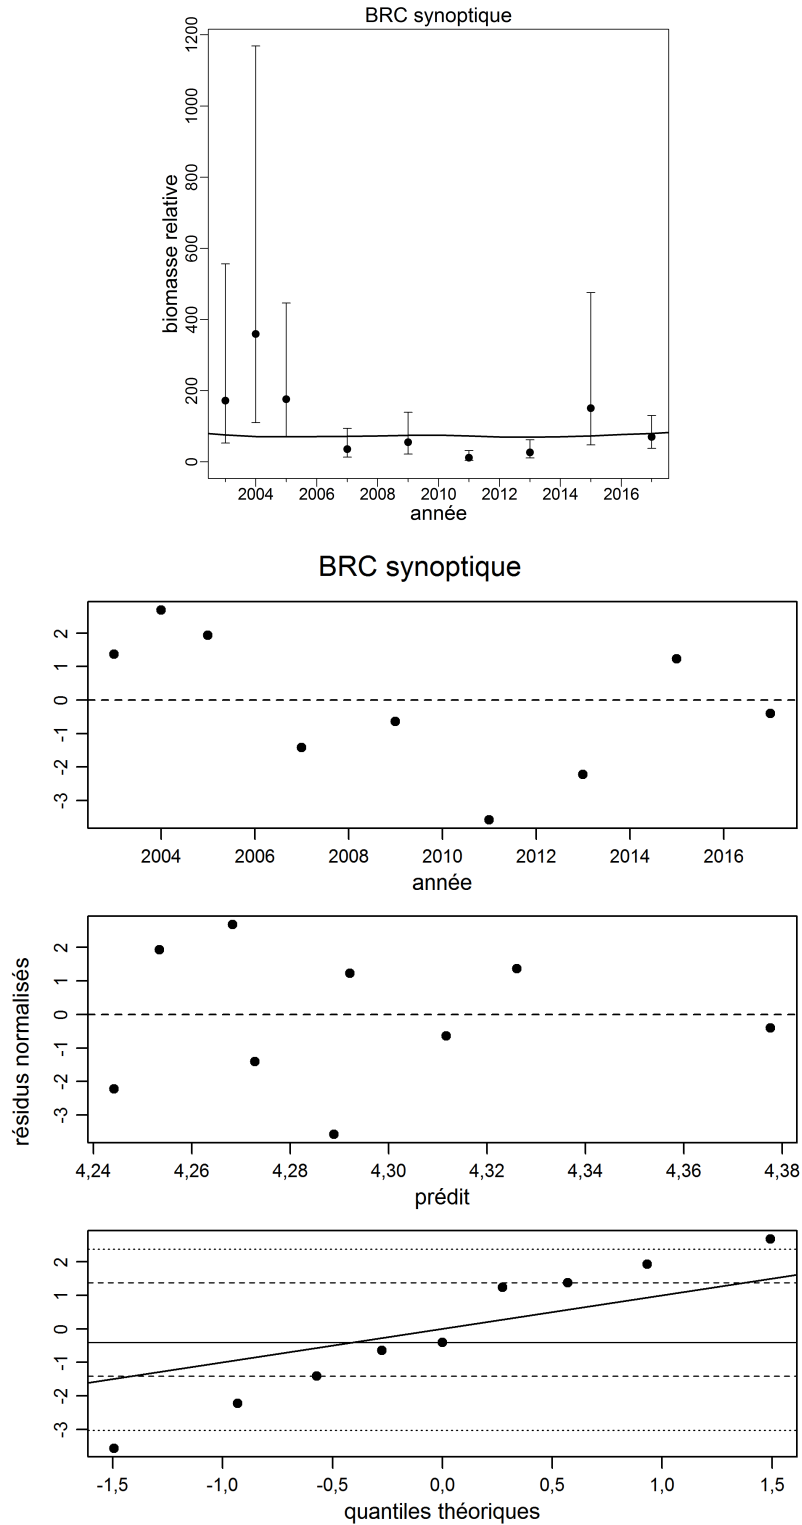 BRC synoptique
1200
1000
800
600
400
200
0
biomasse relative
2004 2006 2008 2010 2012 2014 2016
année
BRC synoptique
2
1
0
-1
-2
-3
2004 2006 2008 2010 2012 2014 2016
année
résidus normalisés
2
1
0
-1
-2
-3
4,24 4,26 4,28 4,30 4,32 4,34 4,36 4,38
prédit
2
1
0
-1
-2
-3
-1,5 -1,0 -0,5 0,0 0,5 1,0 1,5
quantiles théoriques